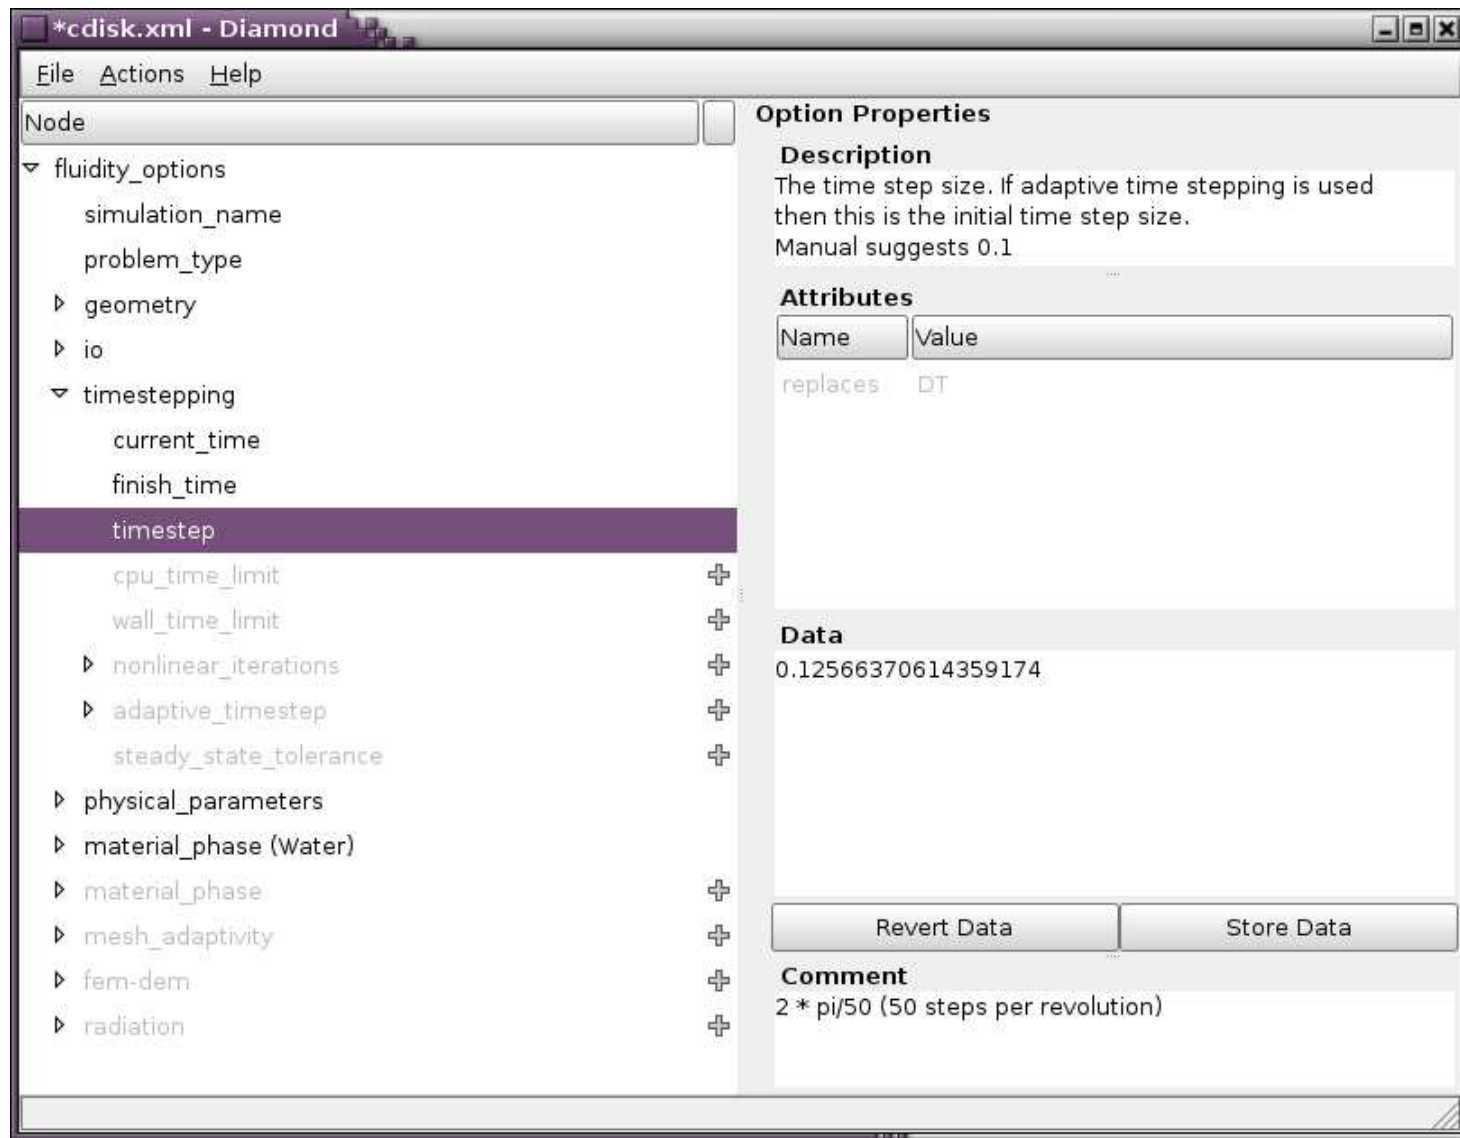 *cdisk.xml - Diamond
File Actions Help
Node
fluidity_options
simulation_name
problem_type
geometry
io
timestepping
current_time
finish_time
timestep
cpu_time_limit
wall_time_limit
nonlinear_iterations
adaptive_timestep
steady_state_tolerance
physical_parameters
material_phase (Water)
material_phase
mesh_adaptivity
fem-dem
radiation
Option Properties
Description
The time step size. If adaptive time stepping is used
then this is the initial time step size.
Manual suggests 0.1
Attributes
Name Value
replaces DT
Data
0.12566370614359174
Revert Data Store Data
Comment
2 * pi/50 (50 steps per revolution)